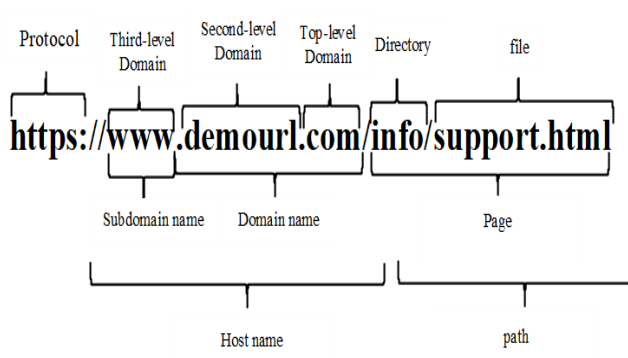 Protocol
Third-level
Domain
Second-level
Domain
Top-level
Domain
Directory
file
https://www.demourl.com/info/support.html
Subdomain name
Domain name
Page
Host name
path